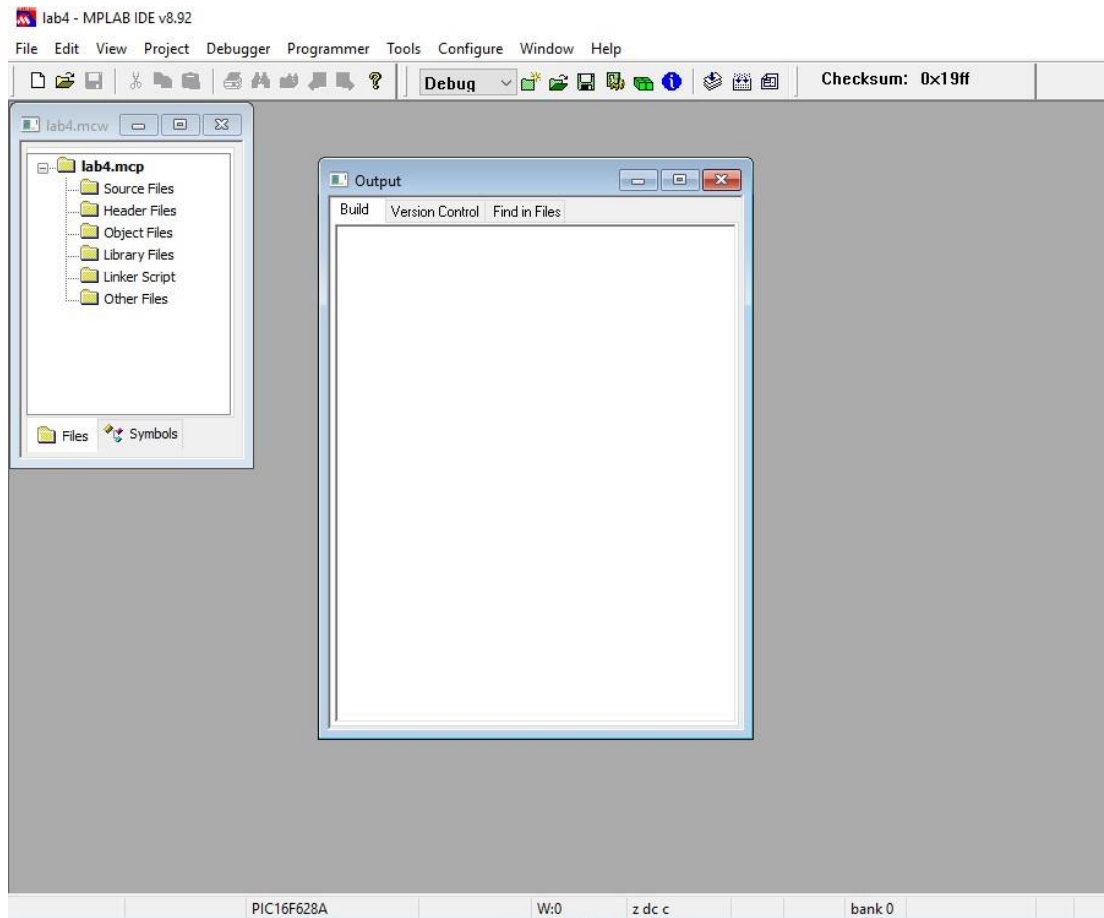 lab4 - MPLAB IDE v8.92
File Edit View Project Debugger Programmer Tools Configure Window Help
Debug Checksum: 0x19ff
lab4.mcw
lab4.mcp
Source Files
Header Files
Object Files
Library Files
Linker Script
Other Files
Files Symbols
Output
Build Version Control Find in Files
PIC16F628A W:0 z dc c bank 0